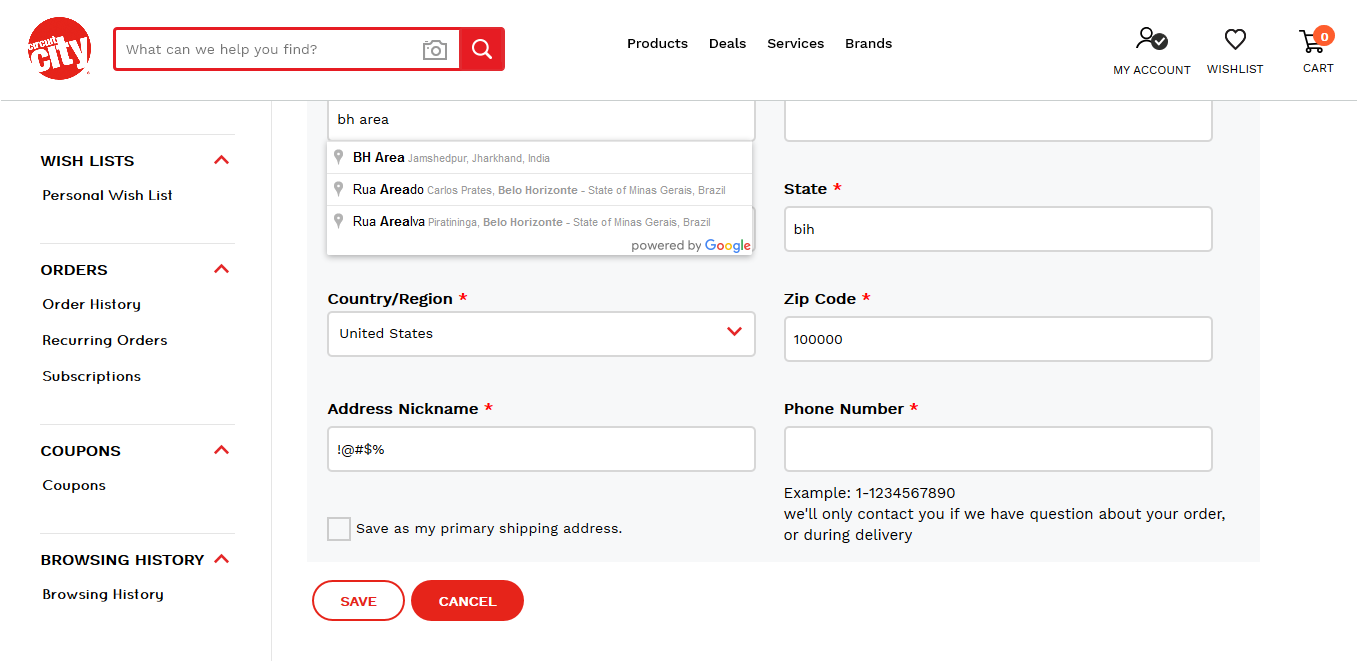 circuit
city
What can we help you find?
Products Deals Services Brands
MY ACCOUNT
WISHLIST
0
CART
WISH LISTS
Personal Wish List
ORDERS
Order History
Recurring Orders
Subscriptions
COUPONS
Coupons
BROWSING HISTORY
Browsing History
bh area
BH Area Jamshedpur, Jharkhand, India
Rua Areado Carlos Prates, Belo Horizonte - State of Minas Gerais, Brazil
Rua Arealva Piratininga, Belo Horizonte - State of Minas Gerais, Brazil
powered by Google
State *
bih
Country/Region *
United States
Zip Code *
100000
Address Nickname *
!@#$%
Phone Number *
Example: 1-1234567890
we'll only contact you if we have question about your order,
or during delivery
Save as my primary shipping address.
SAVE
CANCEL